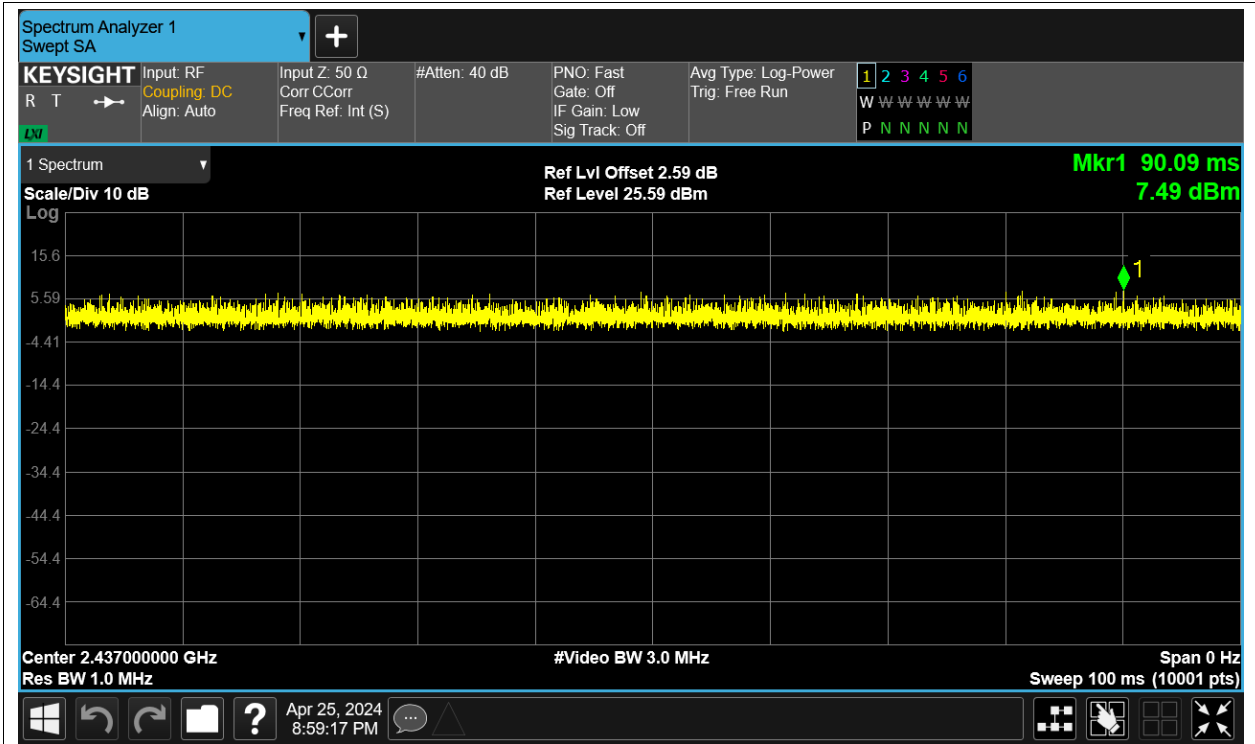 Spectrum Analyzer 1
Swept SA
KEYSIGHT
R T
LXI
Input: RF
Coupling: DC
Align: Auto
Input Z: 50 Ω
Corr CCorr
Freq Ref: Int (S)
#Atten: 40 dB
PNO: Fast
Gate: Off
IF Gain: Low
Sig Track: Off
Avg Type: Log-Power
Trig: Free Run
1 2 3 4 5 6
W W W W W W
P N N N N N
1 Spectrum
Scale/Div 10 dB
Ref Lvl Offset 2.59 dB
Ref Level 25.59 dBm
Mkr1 90.09 ms
7.49 dBm
Log
15.6
1
5.59
-4.41
-14.4
-24.4
-34.4
-44.4
-54.4
-64.4
Center 2.437000000 GHz
#Video BW 3.0 MHz
Span 0 Hz
Res BW 1.0 MHz
Sweep 100 ms (10001 pts)
?
Apr 25, 2024
8:59:17 PM